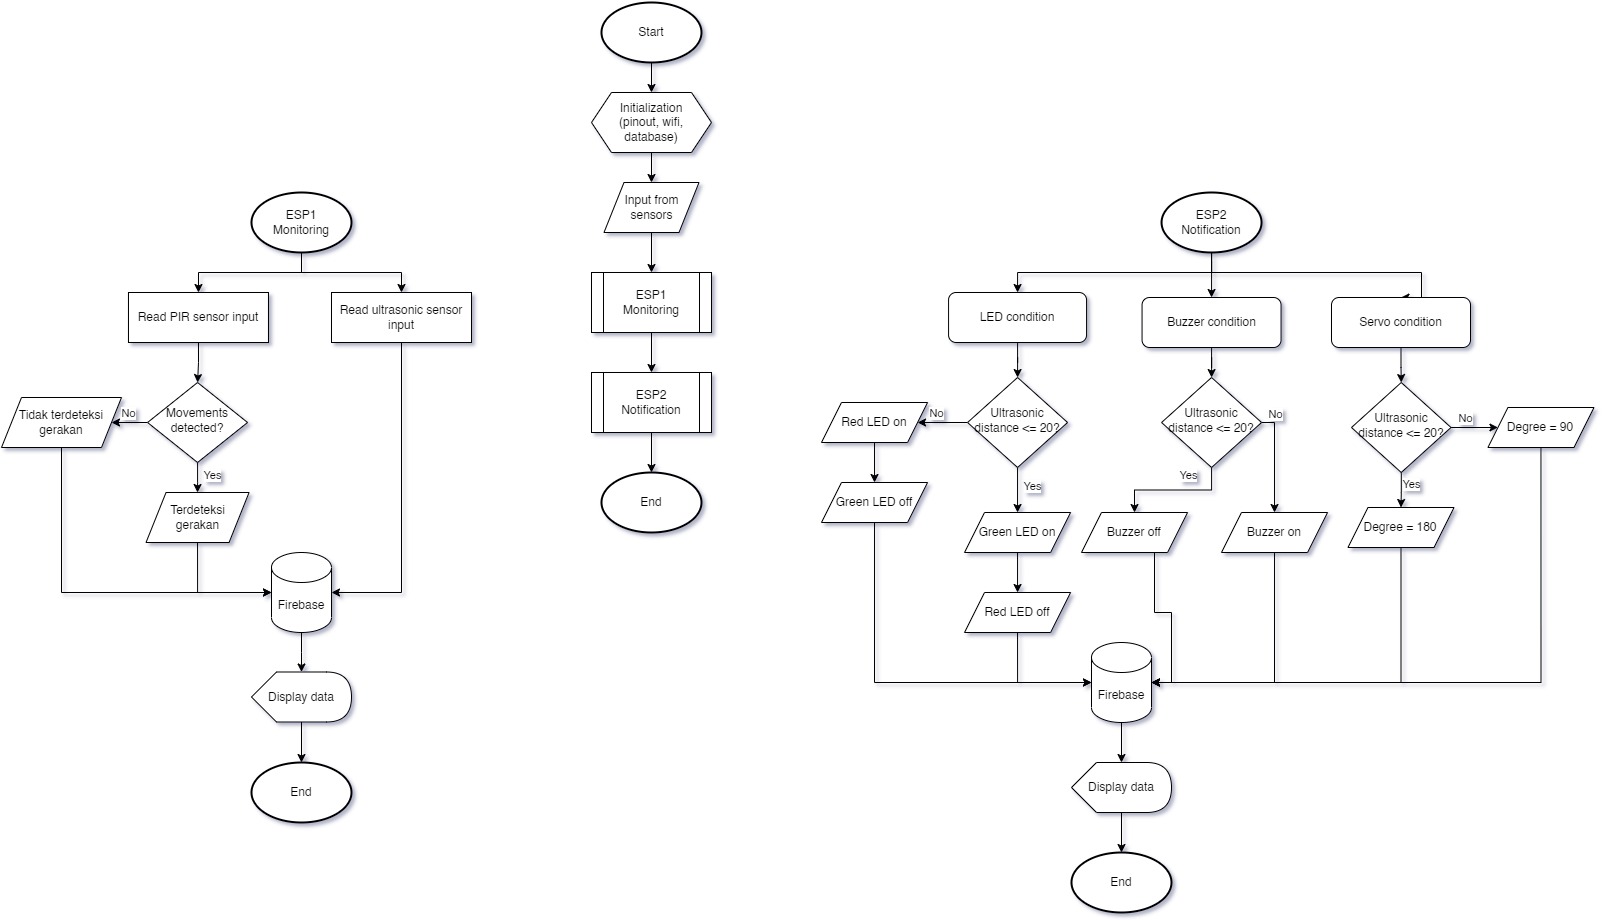 Start
Initialization
(pinout, wifi,
database)
Input from
sensors
ESP1
Monitoring
ESP2
Notification
End
ESP1
Monitoring
Read PIR sensor input
Read ultrasonic sensor
input
Movements
detected?
No
Tidak terdeteksi
gerakan
Yes
Terdeteksi
gerakan
Firebase
Display data
End
ESP2
Notification
LED condition
Buzzer condition
Servo condition
Ultrasonic
distance <= 20?
No
Red LED on
Green LED off
Yes
Green LED on
Red LED off
Ultrasonic
distance <= 20?
No
Yes
Buzzer off
Buzzer on
Ultrasonic
distance <= 20?
No
Degree = 90
Yes
Degree = 180
Firebase
Display data
End